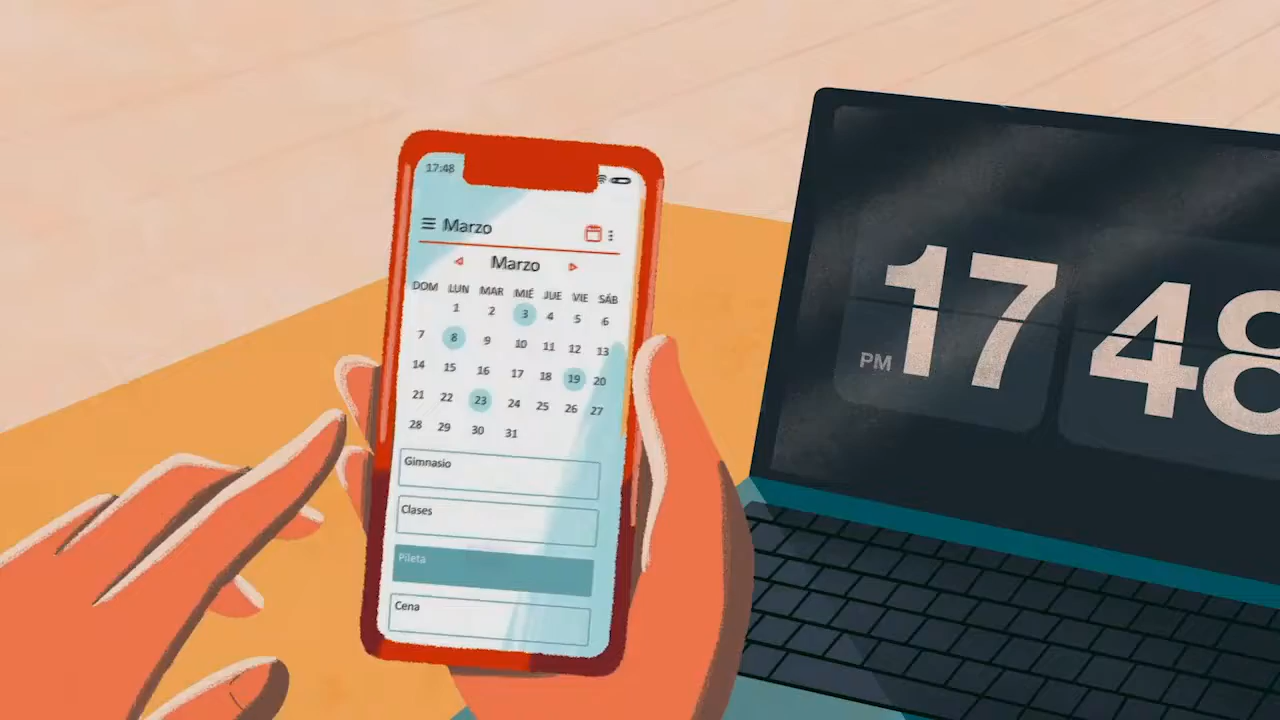 17:48
Marzo
Marzo
DOM LUN MAR MIÉ JUE VIE SÁB
1 2 3 4 5 6
7 8 9 10 11 12 13
14 15 16 17 18 19 20
21 22 23 24 25 26 27
28 29 30 31
Gimnasio
Clases
Pileta
Cena
PM 17 48